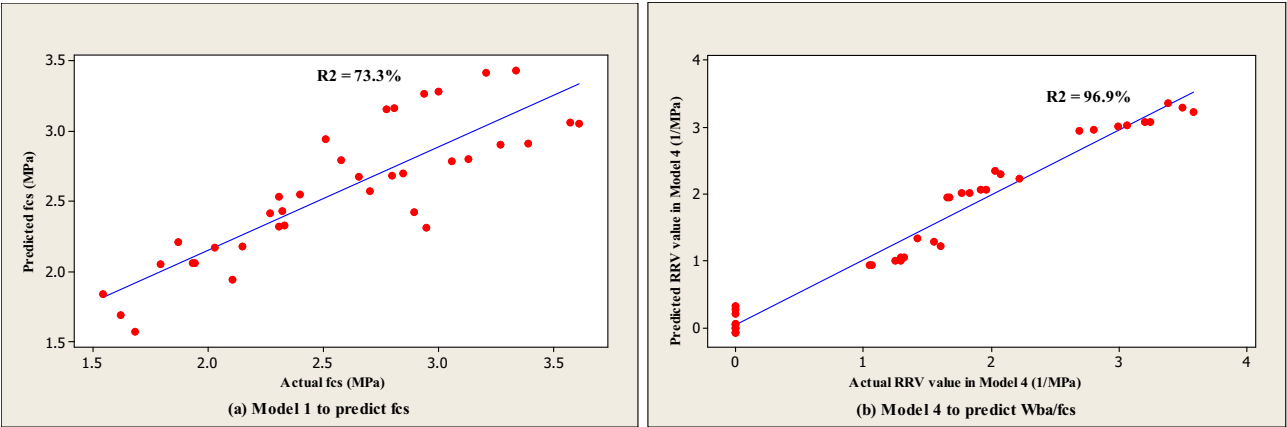 3.5
3.0
2.5
2.0
1.5
R2 = 73.3%
Predicted fcs (MPa)
1.5 2.0 2.5 3.0 3.5
Actual fcs (MPa)
(a) Model 1 to predict fcs
4
3
2
1
0
R2 = 96.9%
Predicted RRV value in Model 4 (1/MPa)
0 1 2 3 4
Actual RRV value in Model 4 (1/MPa)
(b) Model 4 to predict Wba/fcs